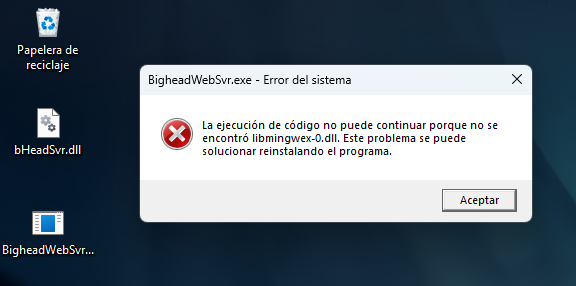 Papelera de
reciclaje
bHeadSvr.dll
BigheadWebSvr...
BigheadWebSvr.exe - Error del sistema
La ejecución de código no puede continuar porque no se
encontró libmingwex-0.dll. Este problema se puede
solucionar reinstalando el programa.
Aceptar